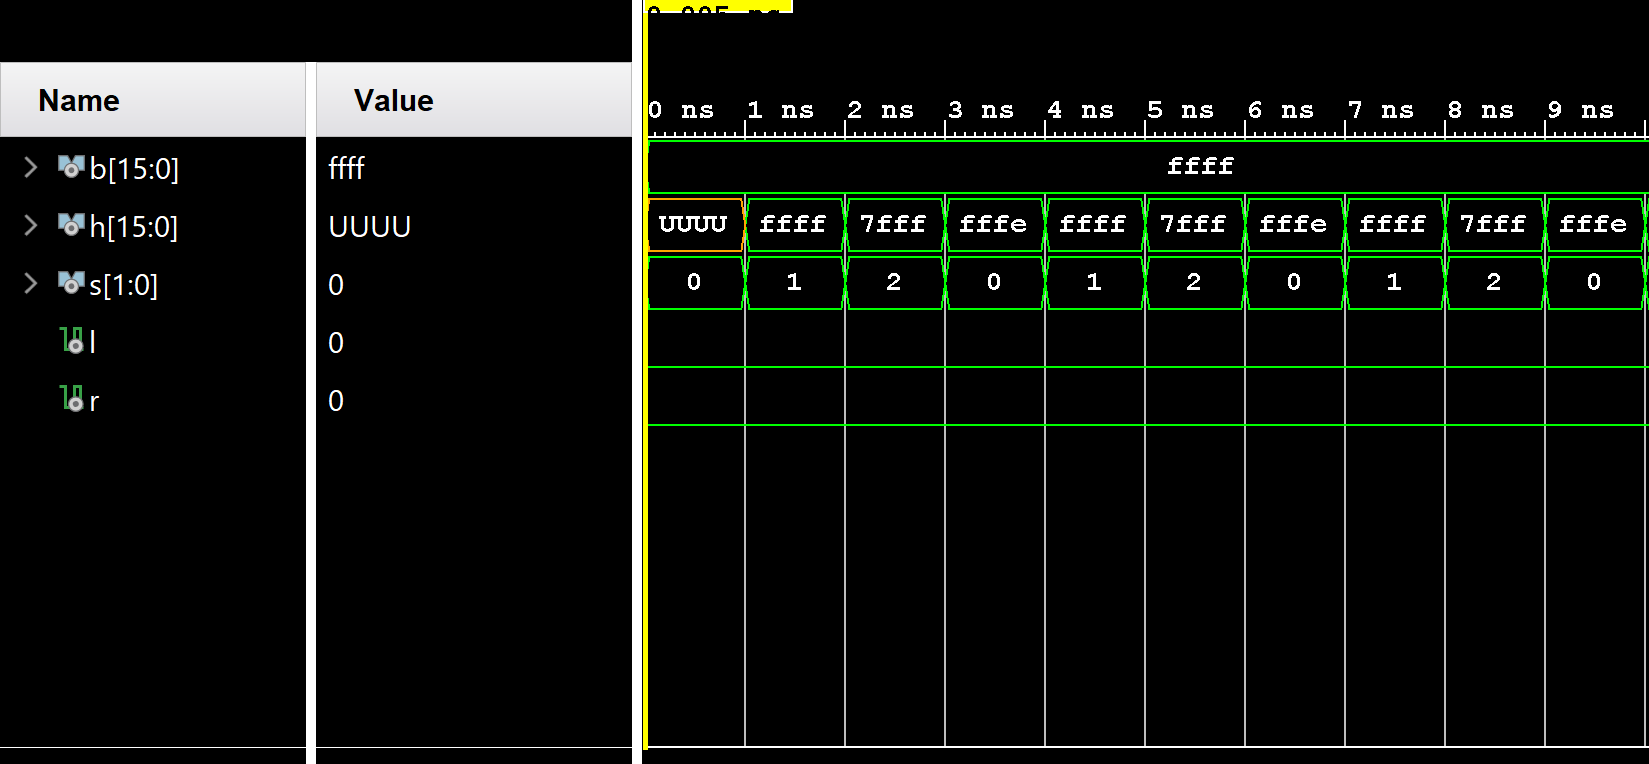 Name Value
0 ns 1 ns 2 ns 3 ns 4 ns 5 ns 6 ns 7 ns 8 ns 9 ns
b[15:0] ffff ffff
h[15:0] UUUU UUUU ffff 7fff fffe ffff 7fff fffe ffff 7fff fffe
s[1:0] 0 0 1 2 0 1 2 0 1 2 0
l 0
r 0